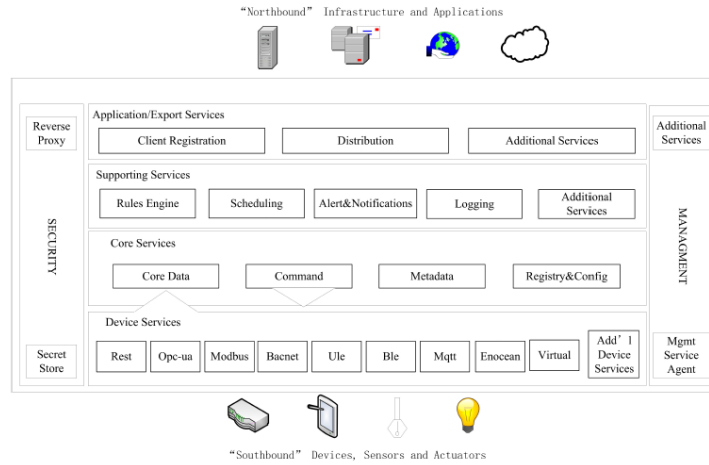 “Northbound” Infrastructure and Applications
Application/Export Services
Reverse
Proxy
Client Registration
Distribution
Additional Services
Additional
Services
Supporting Services
Rules Engine
Scheduling
Alert&Notifications
Logging
Additional
Services
SECURITY
MANAGMENT
Core Services
Core Data
Command
Metadata
Registry&Config
Device Services
Secret
Store
Rest
Opc-ua
Modbus
Bacnet
Ule
Ble
Mqtt
Enocean
Virtual
Add’l
Device
Services
Mgmt
Service
Agent
“Southbound” Devices, Sensors and Actuators